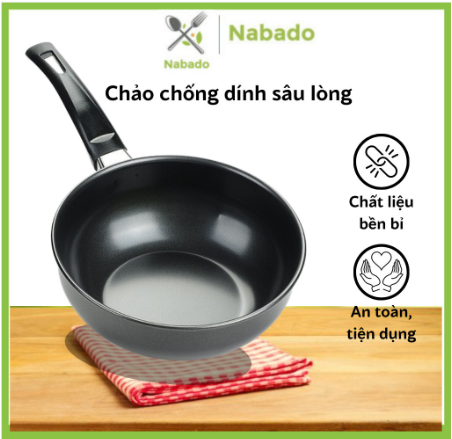 Nabado
Nabado
Chảo chống dính sâu lòng
Chất liệu
bền bỉ
An toàn,
tiện dụng